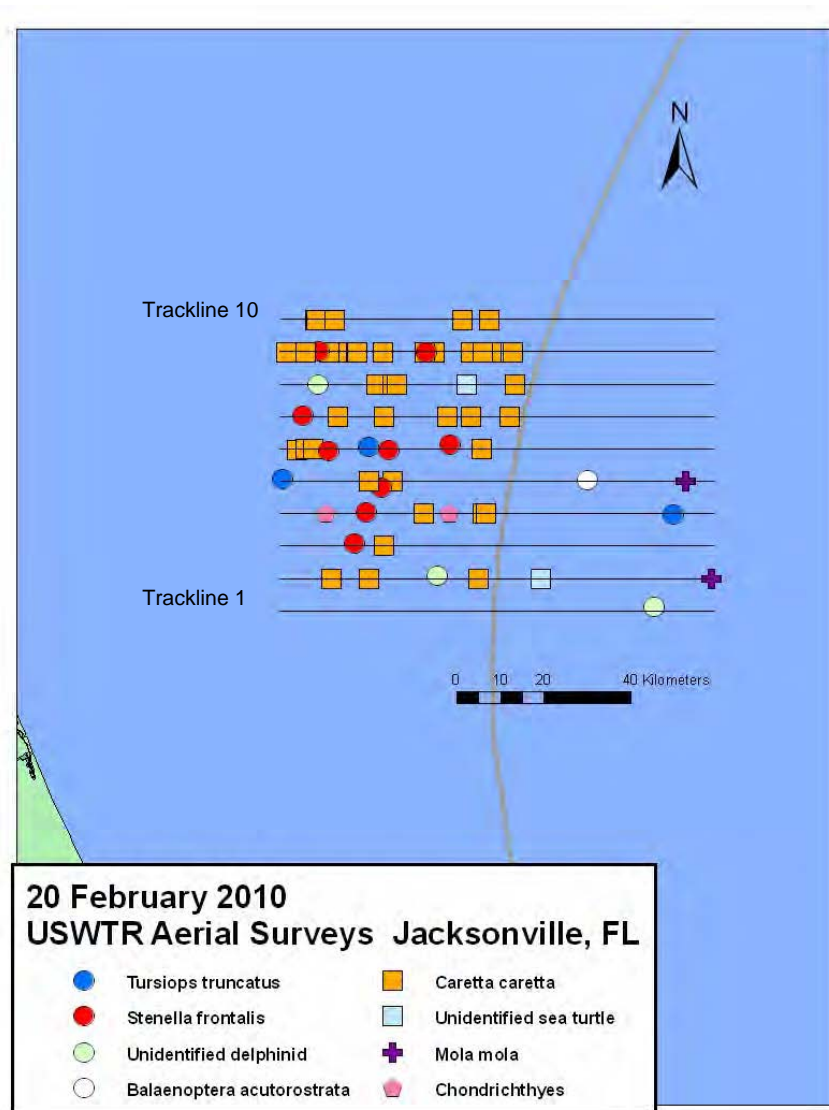 N
Trackline 10
Trackline 1
0 10 20 40 Kilometers
20 February 2010
USWTR Aerial Surveys Jacksonville, FL
Tursiops truncatus Caretta caretta
Stenella frontalis Unidentified sea turtle
Unidentified delphinid Mola mola
Balaenoptera acutorostrata Chondrichthyes